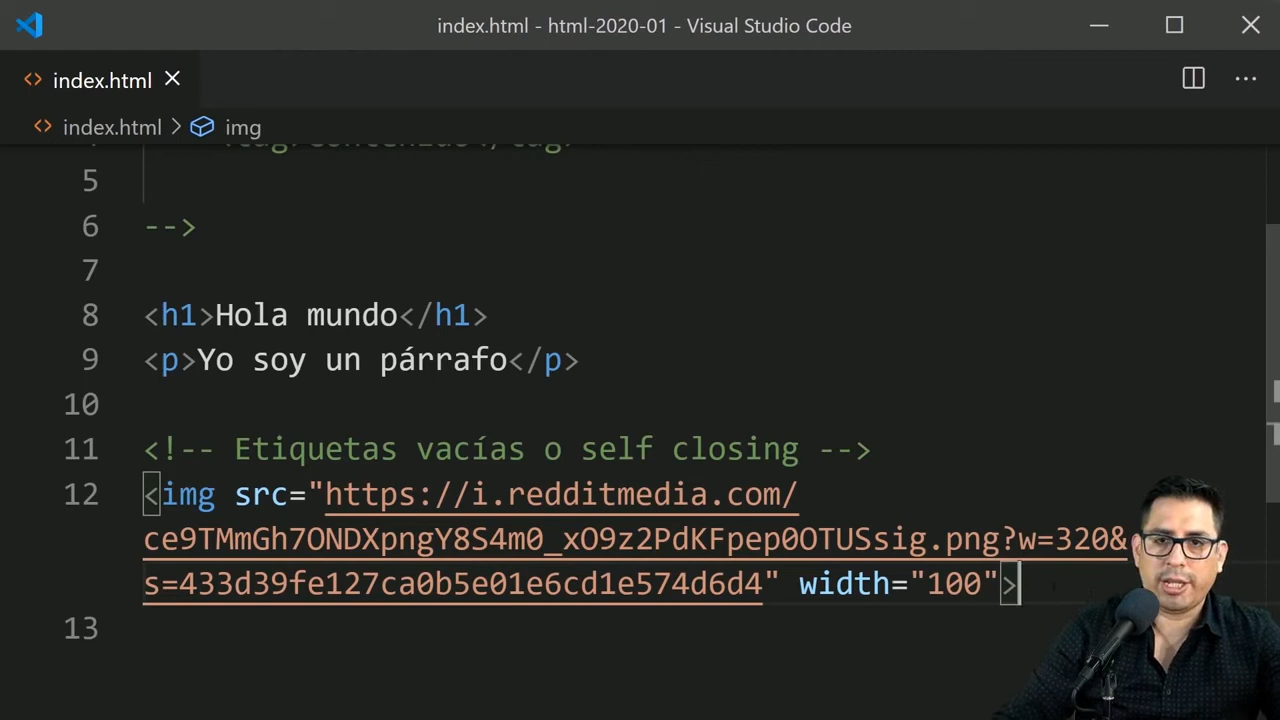 index.html - html-2020-01 - Visual Studio Code
index.html
index.html > img
5
6 -->
7
8 <h1>Hola mundo</h1>
9 <p>Yo soy un párrafo</p>
10
11 <!-- Etiquetas vacías o self closing -->
12 <img src="https://i.redditmedia.com/
ce9TMmGh7ONDXpngY8S4m0_xO9z2PdKFpep0OTUSsig.png?w=320&
s=433d39fe127ca0b5e01e6cd1e574d6d4" width="100">
13